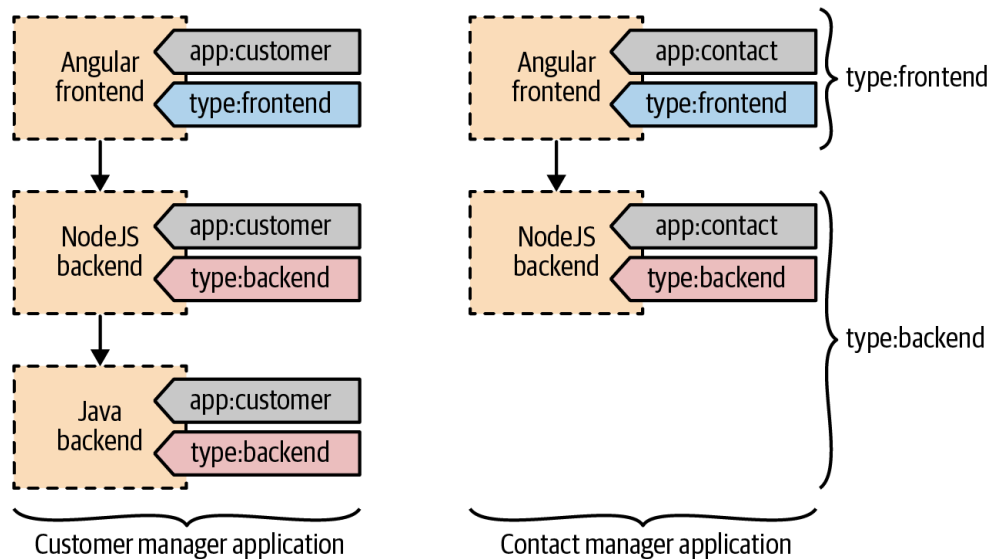 Angular
frontend
app:customer
type:frontend
Angular
frontend
app:contact
type:frontend
type:frontend
NodeJS
backend
app:customer
type:backend
NodeJS
backend
app:contact
type:backend
type:backend
Java
backend
app:customer
type:backend
Customer manager application
Contact manager application